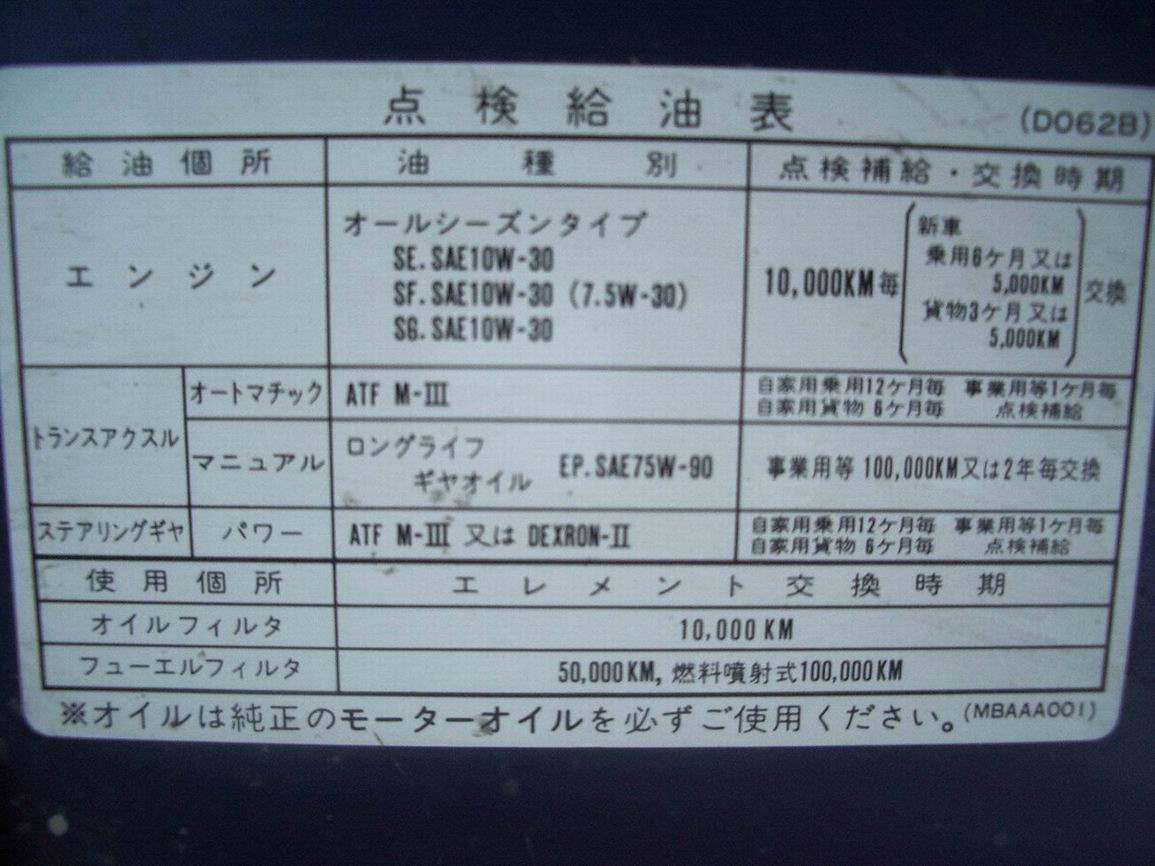 点検給油表 (D062B)
給油個所 油種別 点検補給・交換時期
エンジン
オールシーズンタイプ
SE.SAE10W-30
SF.SAE10W-30 (7.5W-30)
SG.SAE10W-30
10,000KM毎
新車
乗用6ケ月又は
5,000KM
貨物3ケ月又は
5,000KM
交換
トランスアクスル
オートマチック
ATF M-III
自家用乗用12ケ月毎 事業用等1ケ月毎
自家用貨物 6ケ月毎 点検補給
マニュアル
ロングライフ
ギヤオイル
EP.SAE75W-90
事業用等 100,000KM又は2年毎交換
ステアリングギヤ
パワー
ATF M-III 又は DEXRON-II
自家用乗用12ケ月毎 事業用等1ケ月毎
自家用貨物 6ケ月毎 点検補給
使用個所 エレメント交換時期
オイルフィルタ 10,000KM
フューエルフィルタ 50,000KM, 燃料噴射式100,000KM
※オイルは純正のモーターオイルを必ずご使用ください。(MBAAA001)